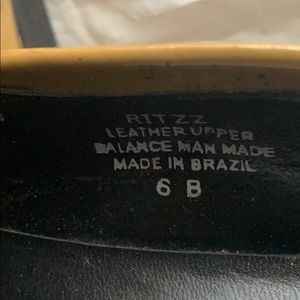 RITZZ
LEATHER UPPER
BALANCE MAN MADE
MADE IN BRAZIL
6 B